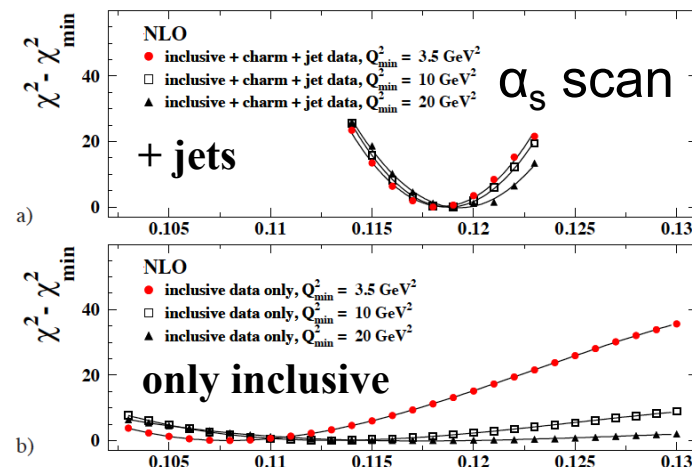 χ² - χ²min
60
40
20
0
NLO
inclusive + charm + jet data, Q²min = 3.5 GeV²
inclusive + charm + jet data, Q²min = 10 GeV²
inclusive + charm + jet data, Q²min = 20 GeV²
αs scan
+ jets
a)
0.105 0.11 0.115 0.12 0.125 0.13
χ² - χ²min
40
20
0
NLO
inclusive data only, Q²min = 3.5 GeV²
inclusive data only, Q²min = 10 GeV²
inclusive data only, Q²min = 20 GeV²
only inclusive
b)
0.105 0.11 0.115 0.12 0.125 0.13